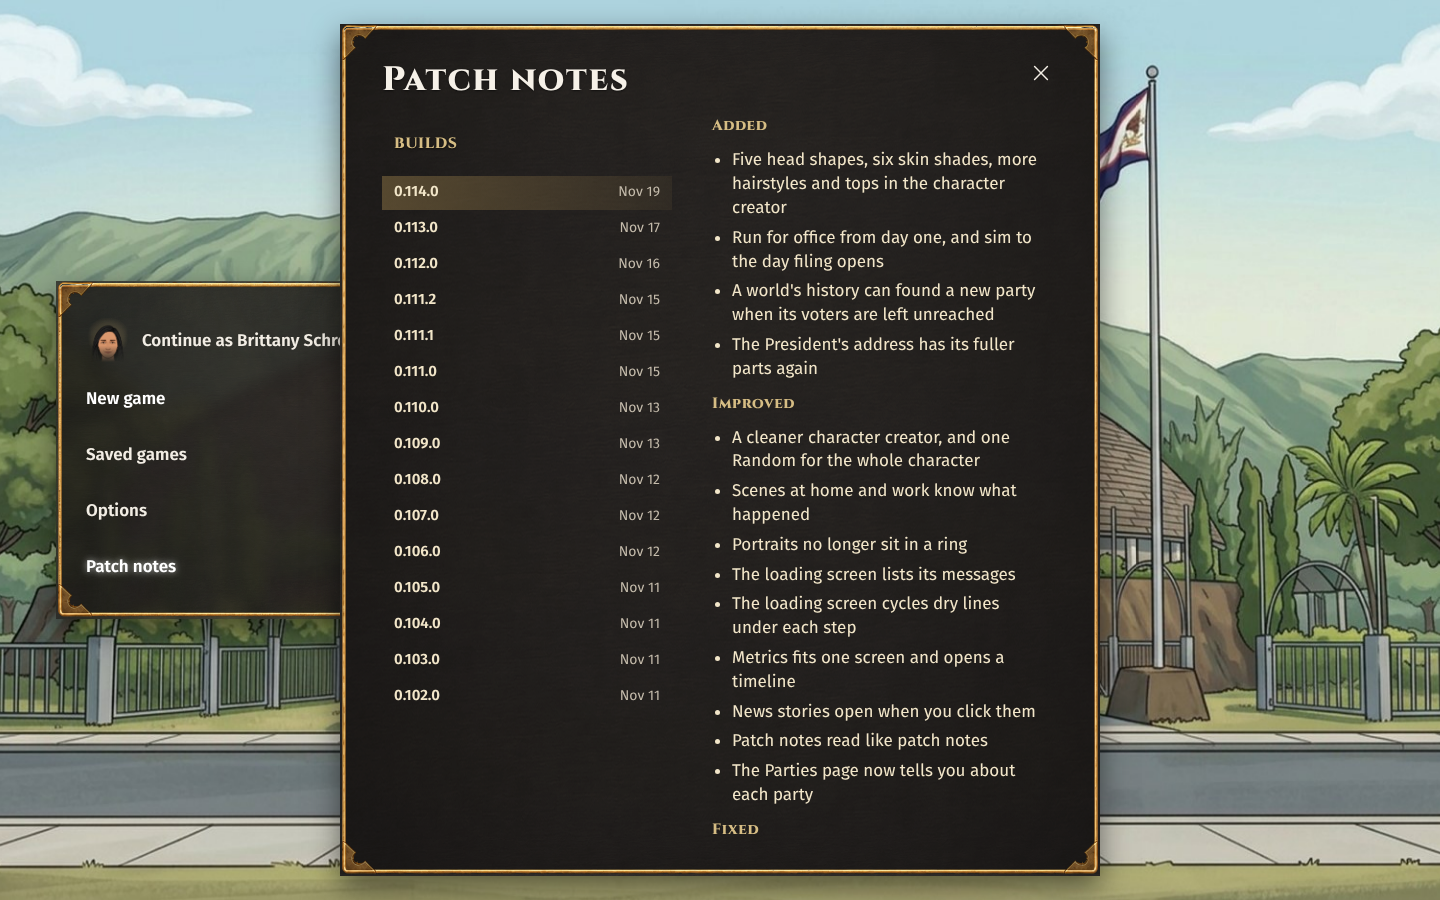 Patch notes
BUILDS
0.114.0 Nov 19
0.113.0 Nov 17
0.112.0 Nov 16
0.111.2 Nov 15
0.111.1 Nov 15
0.111.0 Nov 15
0.110.0 Nov 13
0.109.0 Nov 13
0.108.0 Nov 12
0.107.0 Nov 12
0.106.0 Nov 12
0.105.0 Nov 11
0.104.0 Nov 11
0.103.0 Nov 11
0.102.0 Nov 11
Added
• Five head shapes, six skin shades, more
hairstyles and tops in the character
creator
• Run for office from day one, and sim to
the day filing opens
• A world's history can found a new party
when its voters are left unreached
• The President's address has its fuller
parts again
Improved
• A cleaner character creator, and one
Random for the whole character
• Scenes at home and work know what
happened
• Portraits no longer sit in a ring
• The loading screen lists its messages
• The loading screen cycles dry lines
under each step
• Metrics fits one screen and opens a
timeline
• News stories open when you click them
• Patch notes read like patch notes
• The Parties page now tells you about
each party
Fixed
Continue as Brittany
New game
Saved games
Options
Patch notes